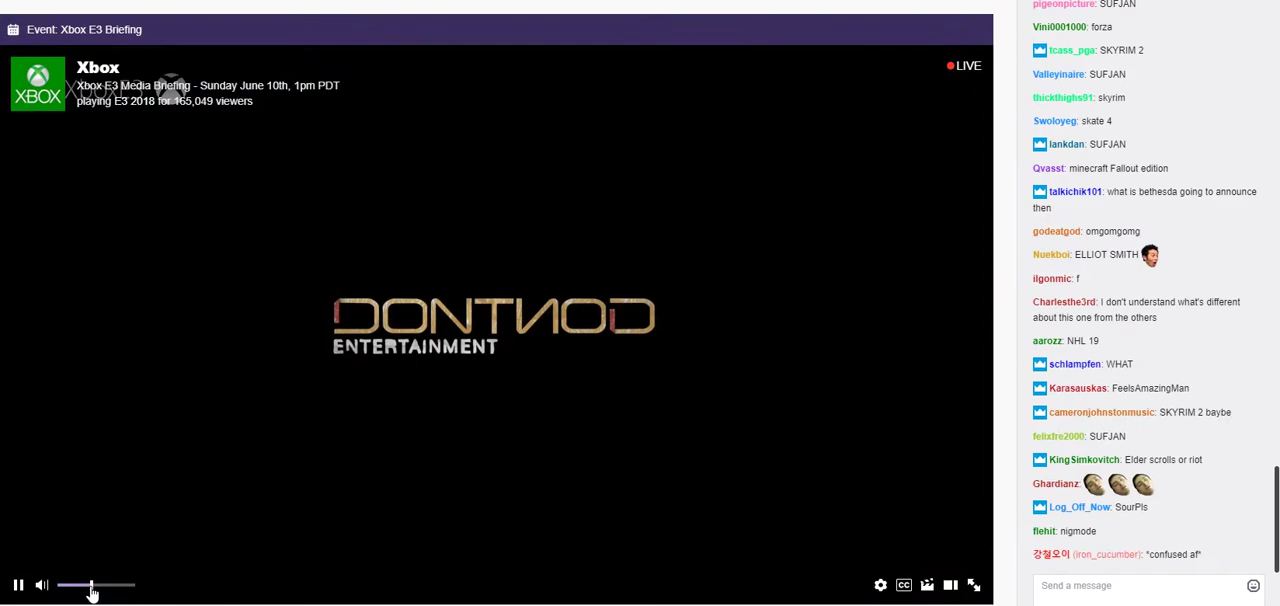 Event: Xbox E3 Briefing
XBOX
Xbox
Xbox E3 Media Briefing - Sunday June 10th, 1pm PDT
playing E3 2018 for 165,049 viewers
LIVE
DONTNOD
ENTERTAINMENT
CC
pigeonpicture: SUFJAN
Vini0001000: forza
tcass_pga: SKYRIM 2
Valleyinaire: SUFJAN
thickthighs91: skyrim
Swoloyeg: skate 4
lankdan: SUFJAN
Qvasst: minecraft Fallout edition
talkichik101: what is bethesda going to announce
then
godeatgod: omgomgomg
Nuekboi: ELLIOT SMITH
ilgonmic: f
Charlesthe3rd: I don't understand what's different
about this one from the others
aarozz: NHL 19
schlampfen: WHAT
Karasauskas: FeelsAmazingMan
cameronjohnstonmusic: SKYRIM 2 baybe
felixfre2000: SUFJAN
KingSimkovitch: Elder scrolls or riot
Ghardianz:
Log_Off_Now: SourPls
flehit: nigmode
강철오이 (iron_cucumber): *confused af*
Send a message